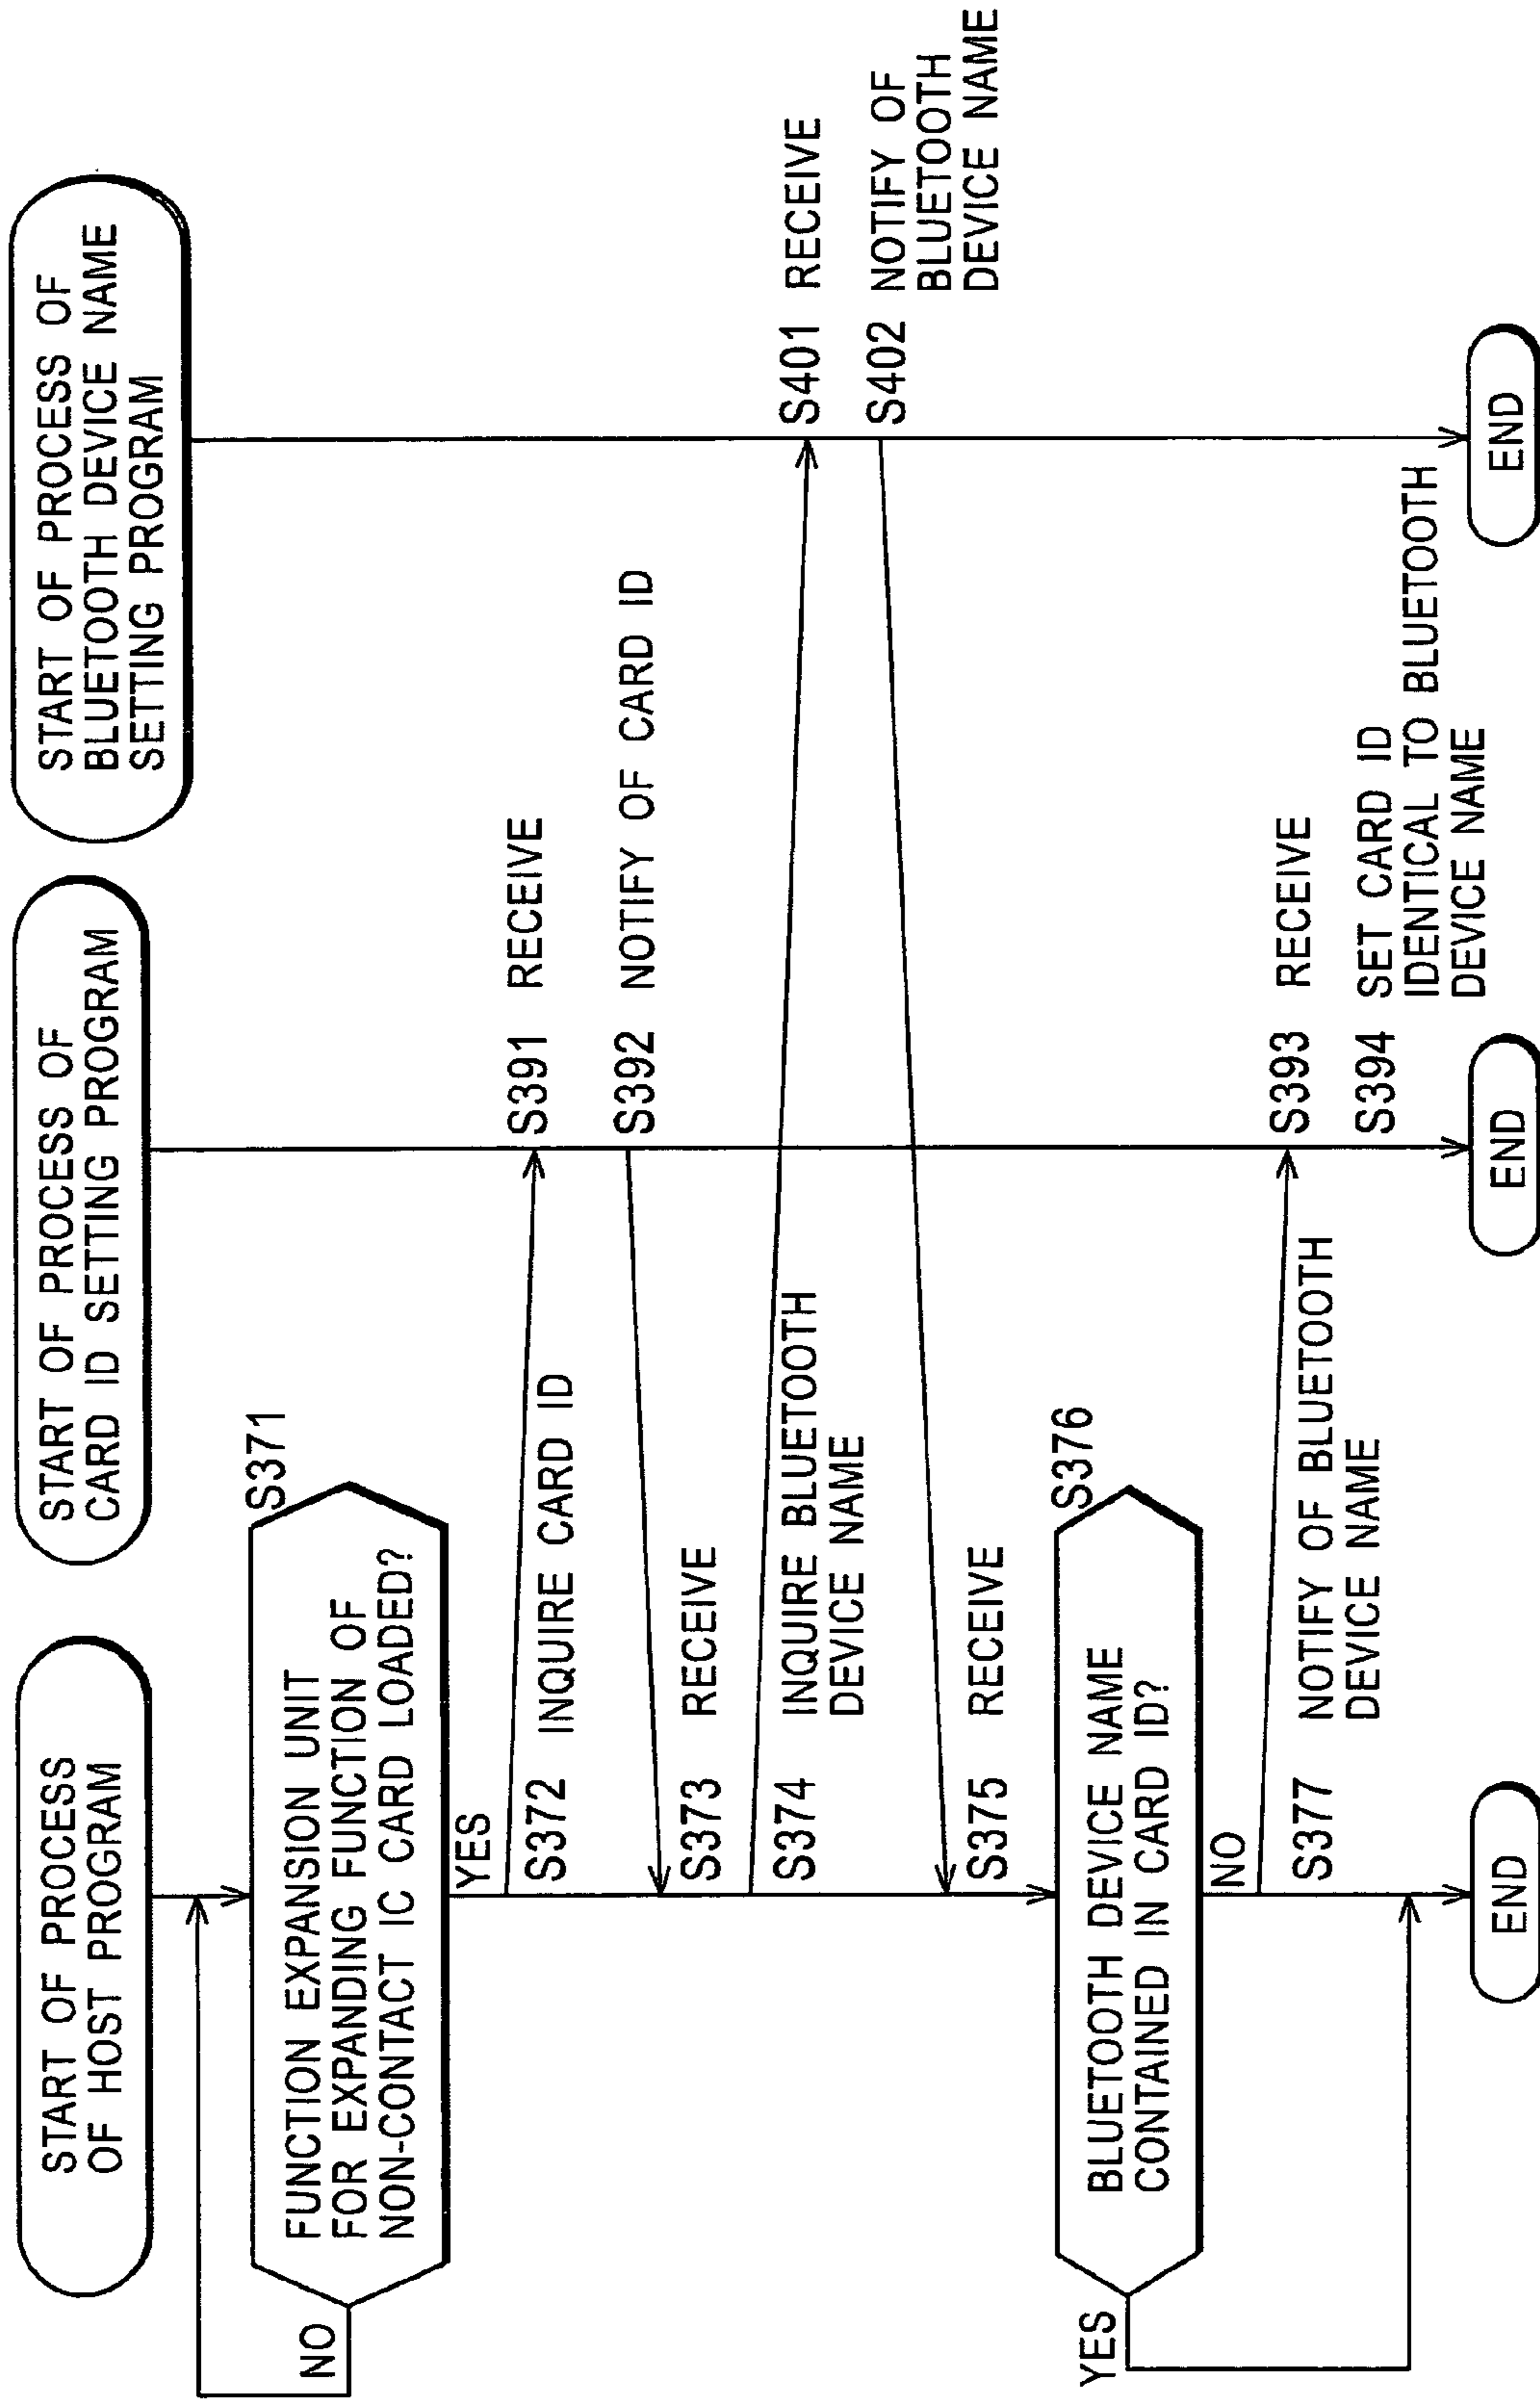 START OF PROCESS
OF HOST PROGRAM
START OF PROCESS OF
CARD ID SETTING PROGRAM
START OF PROCESS OF
BLUETOOTH DEVICE NAME
SETTING PROGRAM
S371
FUNCTION EXPANSION UNIT
FOR EXPANDING FUNCTION OF
NON-CONTACT IC CARD LOADED?
NO
YES
S372 INQUIRE CARD ID
S391 RECEIVE
S392 NOTIFY OF CARD ID
S373 RECEIVE
S374 INQUIRE BLUETOOTH
DEVICE NAME
S401 RECEIVE
S402 NOTIFY OF
BLUETOOTH
DEVICE NAME
S375 RECEIVE
S376
BLUETOOTH DEVICE NAME
CONTAINED IN CARD ID?
YES
NO
S377 NOTIFY OF BLUETOOTH
DEVICE NAME
S393 RECEIVE
S394 SET CARD ID
IDENTICAL TO BLUETOOTH
DEVICE NAME
END
END
END